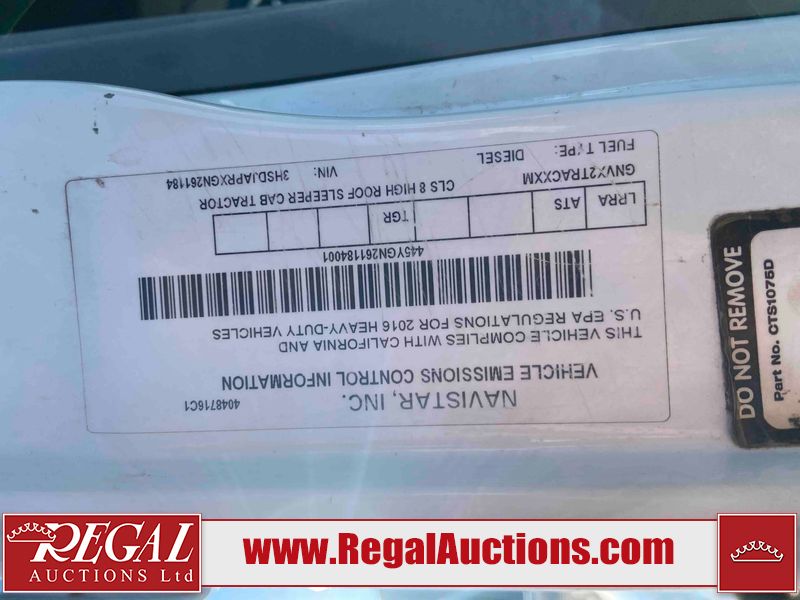 NAVISTAR, INC.
4048716C1
VEHICLE EMISSIONS CONTROL INFORMATION
THIS VEHICLE COMPLIES WITH CALIFORNIA AND
U.S. EPA REGULATIONS FOR 2016 HEAVY-DUTY VEHICLES
445YGN261184001
LRRA ATS TGR
GNVX2TRACXXM CLS 8 HIGH ROOF SLEEPER CAB TRACTOR
FUEL TYPE: DIESEL VIN: 3HSDJAPRXGN261184
DO NOT REMOVE
Part No. CTS1075D
REGAL
AUCTIONS Ltd
www.RegalAuctions.com